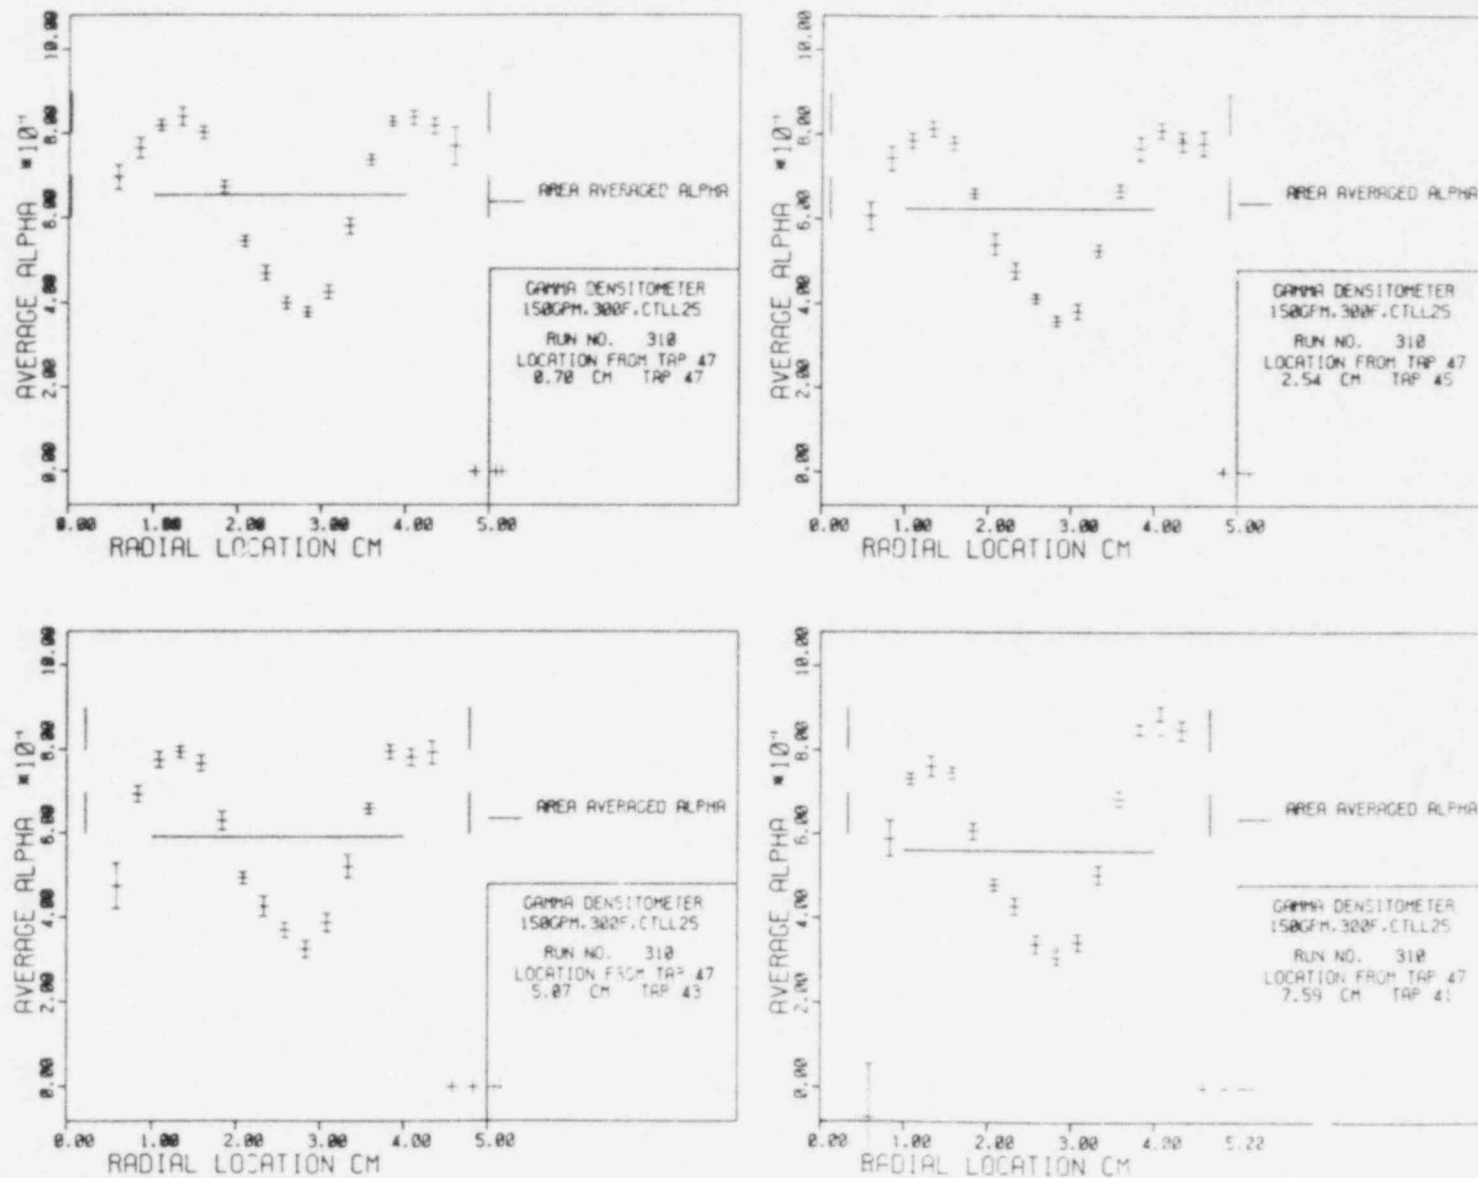 AVERAGE ALPHA *10⁻¹
10.00
8.00
6.00
4.00
2.00
0.00
0.00 1.00 2.00 3.00 4.00 5.00
RADIAL LOCATION CM
AREA AVERAGED ALPHA
GAMMA DENSITOMETER
150GPM.300F.CTLL25
RUN NO. 310
LOCATION FROM TAP 47
0.70 CM TAP 47
AVERAGE ALPHA *10⁻¹
10.00
8.00
6.00
4.00
2.00
0.00
0.00 1.00 2.00 3.00 4.00 5.00
RADIAL LOCATION CM
AREA AVERAGED ALPHA
GAMMA DENSITOMETER
150GPM.300F.CTLL25
RUN NO. 310
LOCATION FROM TAP 47
2.54 CM TAP 45
AVERAGE ALPHA *10⁻¹
10.00
8.00
6.00
4.00
2.00
0.00
0.00 1.00 2.00 3.00 4.00 5.00
RADIAL LOCATION CM
AREA AVERAGED ALPHA
GAMMA DENSITOMETER
150GPM.300F.CTLL25
RUN NO. 310
LOCATION FROM TAP 47
5.07 CM TAP 43
AVERAGE ALPHA *10⁻¹
10.00
8.00
6.00
4.00
2.00
0.00
0.00 1.00 2.00 3.00 4.00 5.00
RADIAL LOCATION CM
AREA AVERAGED ALPHA
GAMMA DENSITOMETER
150GPM.300F.CTLL25
RUN NO. 310
LOCATION FROM TAP 47
7.59 CM TAP 41